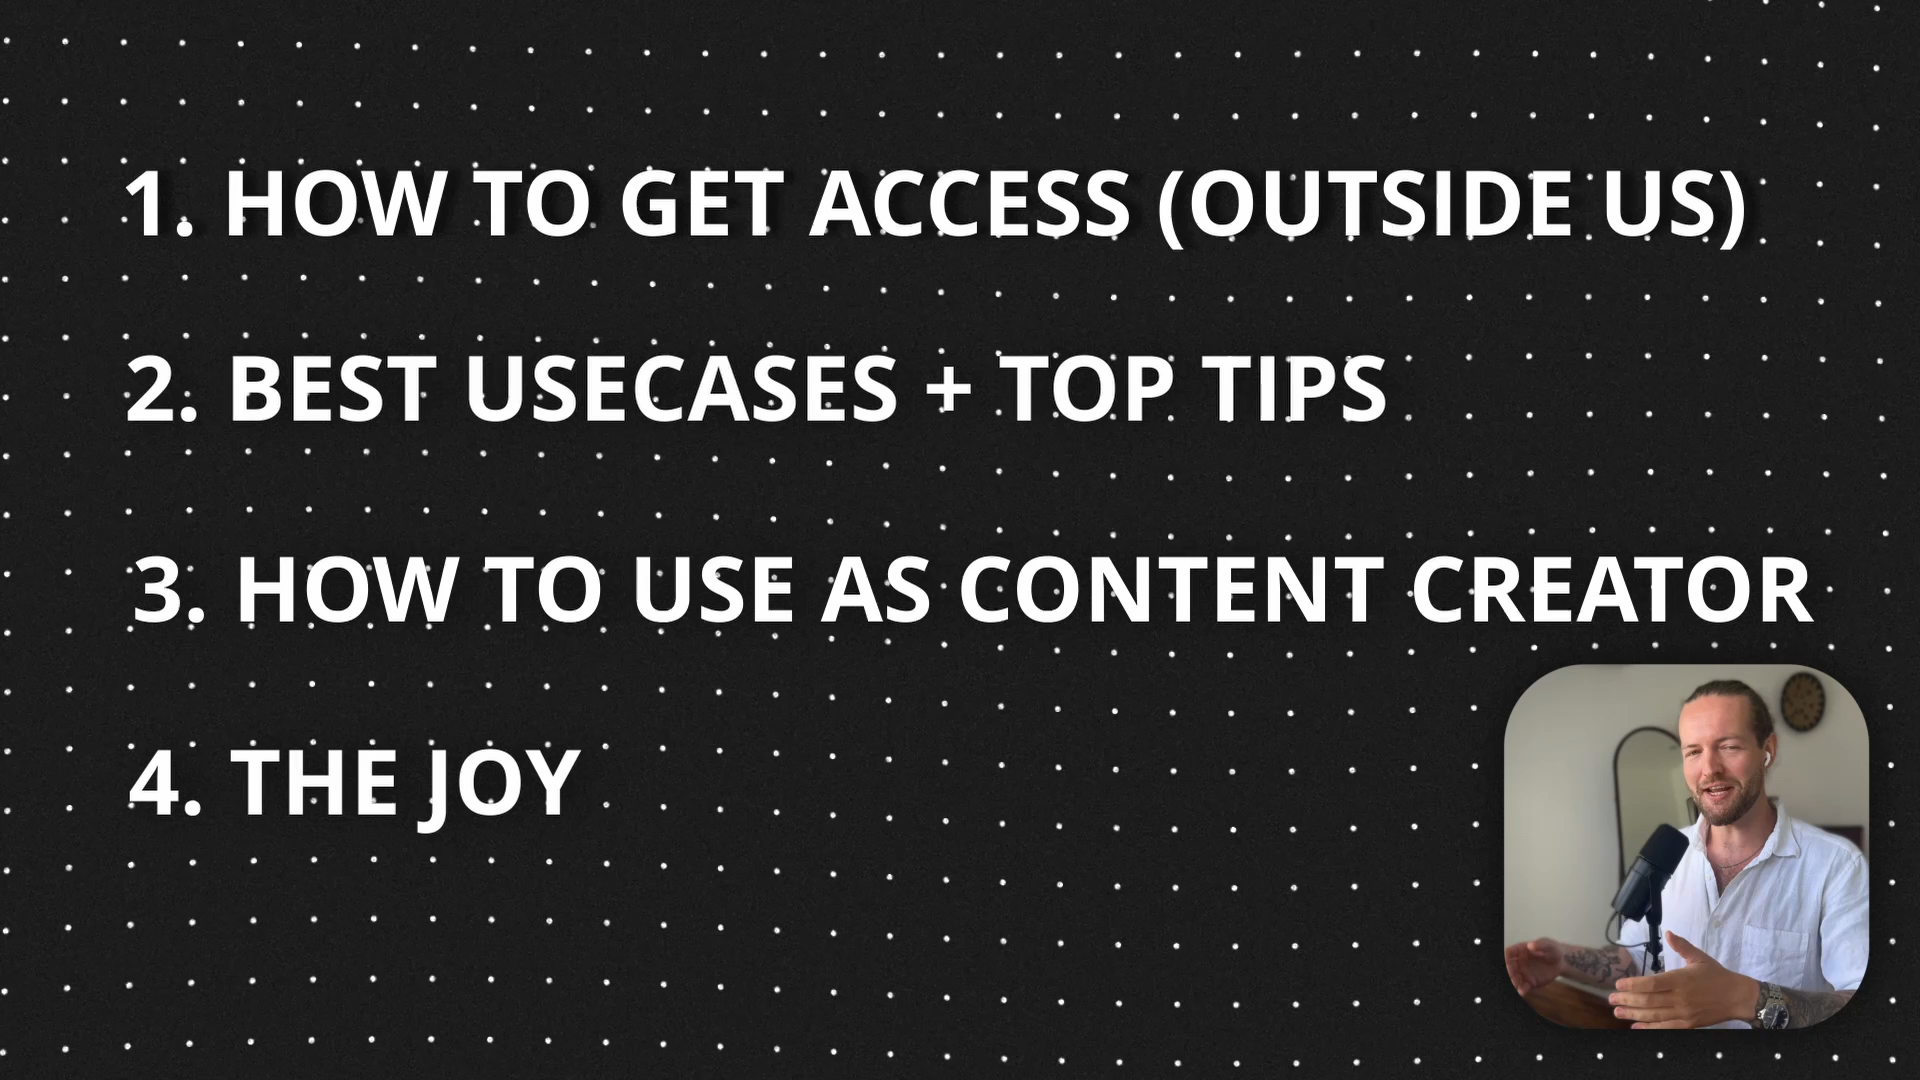 1. HOW TO GET ACCESS (OUTSIDE US)
2. BEST USECASES + TOP TIPS
3. HOW TO USE AS CONTENT CREATOR
4. THE JOY